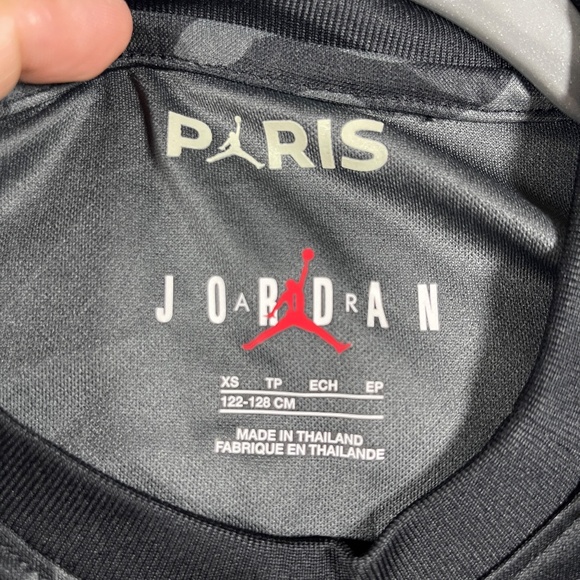 PARIS
JORDAN
AIR
XS TP ECH EP
122-128 CM
MADE IN THAILAND
FABRIQUE EN THAILANDE